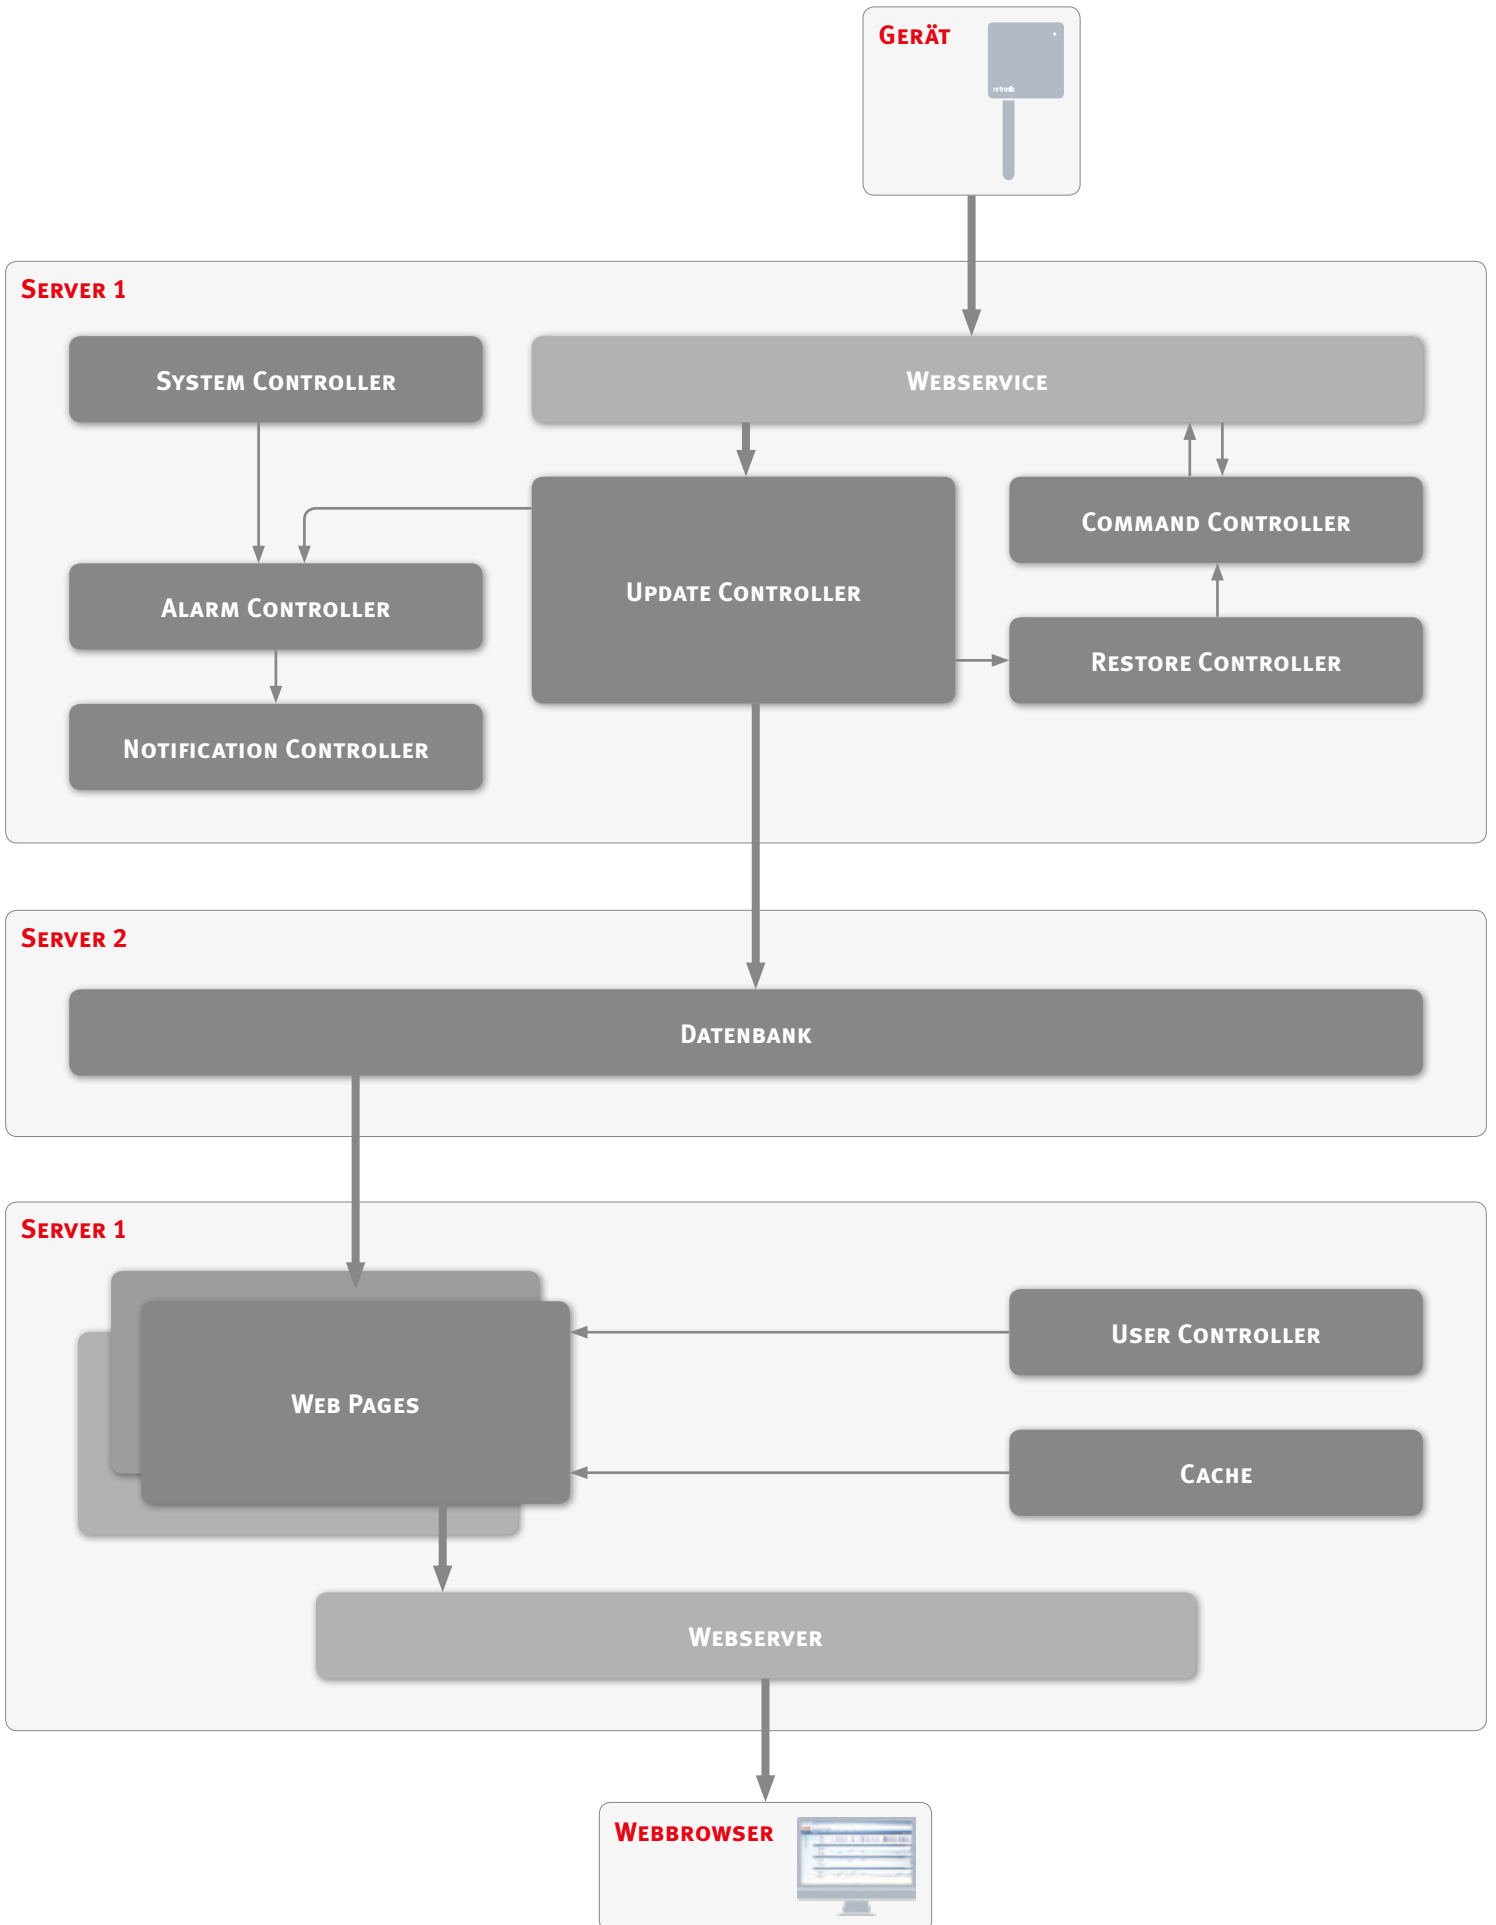 GERÄT
rotronic
SERVER 1
SYSTEM CONTROLLER
WEBSERVICE
COMMAND CONTROLLER
UPDATE CONTROLLER
ALARM CONTROLLER
RESTORE CONTROLLER
NOTIFICATION CONTROLLER
SERVER 2
DATENBANK
SERVER 1
USER CONTROLLER
WEB PAGES
CACHE
WEBSERVER
WEBBROWSER